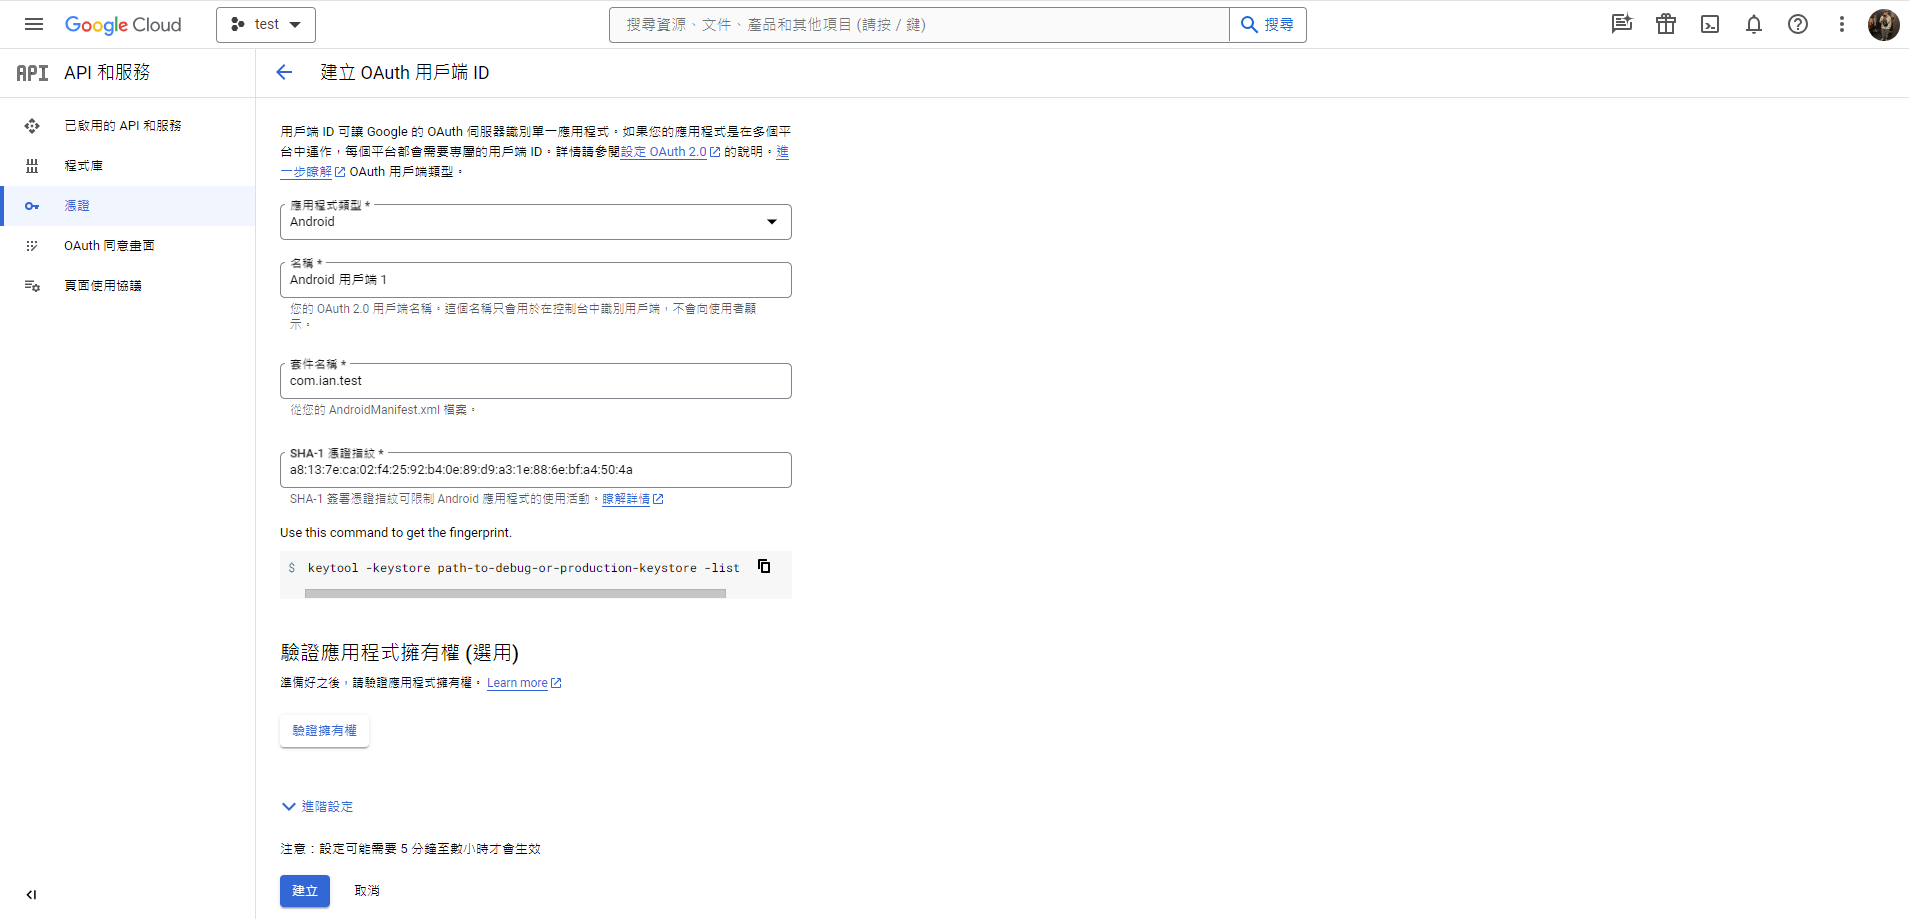 Google Cloud
test
搜尋資源、文件、產品和其他項目 (請按 / 鍵)
搜尋
API
API 和服務
建立 OAuth 用戶端 ID
已啟用的 API 和服務
程式庫
憑證
OAuth 同意畫面
頁面使用協議
用戶端 ID 可讓 Google 的 OAuth 伺服器識別單一應用程式。如果您的應用程式是在多個平
台中運作，每個平台都會需要專屬的用戶端 ID。詳情請參閱設定 OAuth 2.0 的說明。進
一步瞭解 OAuth 用戶端類型。
應用程式類型 *
Android
名稱 *
Android 用戶端 1
您的 OAuth 2.0 用戶端名稱。這個名稱只會用於在控制台中識別用戶端，不會向使用者顯
示。
套件名稱 *
com.ian.test
從您的 AndroidManifest.xml 檔案。
SHA-1 憑證指紋 *
a8:13:7e:ca:02:f4:25:92:b4:0e:89:d9:a3:1e:88:6e:bf:a4:50:4a
SHA-1 簽署憑證指紋可限制 Android 應用程式的使用活動。瞭解詳情
Use this command to get the fingerprint.
$ keytool -keystore path-to-debug-or-production-keystore -list
驗證應用程式擁有權 (選用)
準備好之後，請驗證應用程式擁有權。 Learn more
驗證擁有權
進階設定
注意：設定可能需要 5 分鐘至數小時才會生效
建立
取消